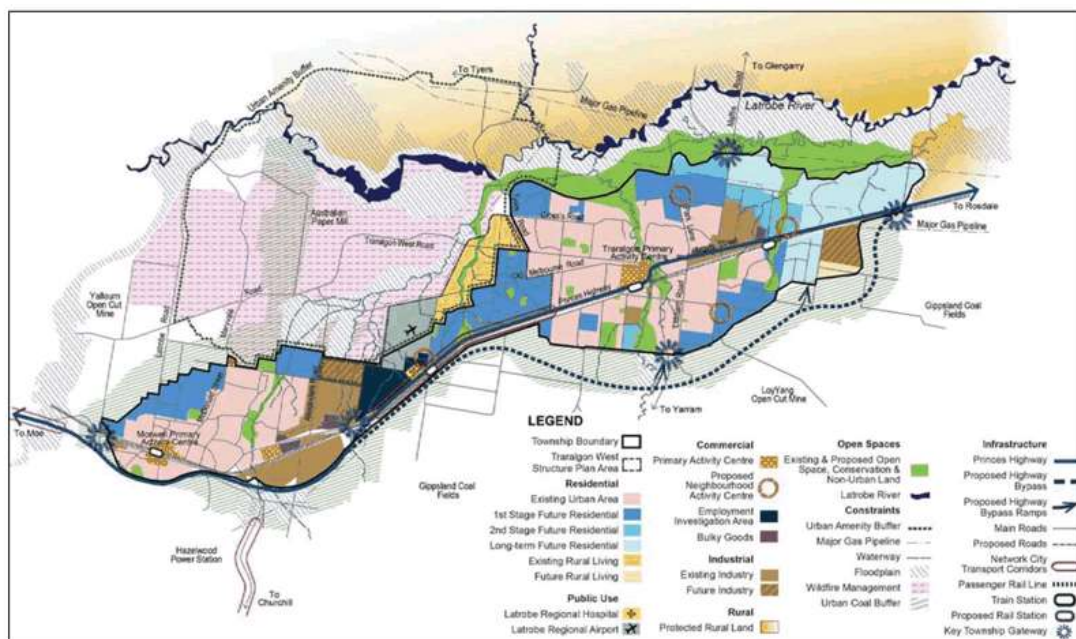 Urban Amenity Buffer
To Tyers
Major Gas Pipeline
To Glengarry
Latrobe River
Australian
Paper Mill
Traralgon West Road
Traralgon Primary
Activity Centre
Melbourne Road
Princes Highway
To Rosedale
Major Gas Pipeline
Yallourn
Open Cut
Mine
Gippsland Coal
Fields
Morwell Primary
Activity Centre
To Moe
LoyYang
Open Cut Mine
To Yarram
Gippsland Coal
Fields
Hazelwood
Power Station
To
Churchill
LEGEND
Township Boundary
Traralgon West
Structure Plan Area
Residential
Existing Urban Area
1st Stage Future Residential
2nd Stage Future Residential
Long-term Future Residential
Existing Rural Living
Future Rural Living
Public Use
Latrobe Regional Hospital
Latrobe Regional Airport
Commercial
Primary Activity Centre
Proposed
Neighbourhood
Activity Centre
Employment
Investigation Area
Bulky Goods
Industrial
Existing Industry
Future Industry
Rural
Protected Rural Land
Open Spaces
Existing & Proposed Open
Space, Conservation &
Non-Urban Land
Latrobe River
Constraints
Urban Amenity Buffer
Major Gas Pipeline
Waterway
Floodplain
Wildfire Management
Urban Coal Buffer
Infrastructure
Princes Highway
Proposed Highway
Bypass
Proposed Highway
Bypass Ramps
Main Roads
Proposed Roads
Network City
Transport Corridors
Passenger Rail Line
Train Station
Proposed Rail Station
Key Township Gateway